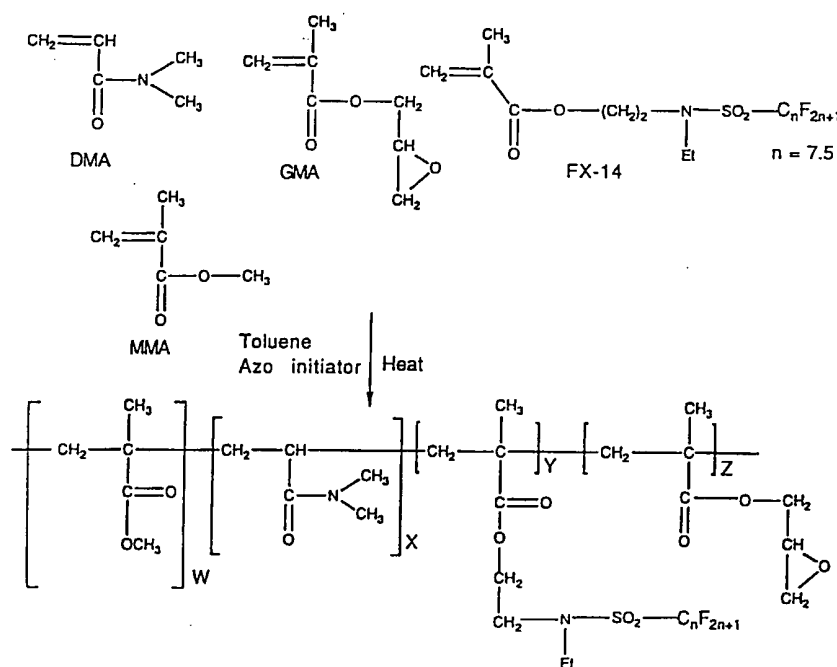 CH₂ CH
C N CH₃
CH₃
O
DMA
CH₃
CH₂ C
C O CH₂
O CH O
CH₂
GMA
CH₃
CH₂ C
C O (CH₂)₂ N SO₂ CₙF₂ₙ₊₁
O Et
FX-14
n = 7.5
CH₃
CH₂ C
C O CH₃
O
MMA
Toluene
Azo initiator
Heat
CH₃
CH₂ C
C O
OCH₃
W
CH₂ CH
C N CH₃
O CH₃
X
CH₃
CH₂ C
Y
C O
O
CH₂
CH₂ N SO₂ CₙF₂ₙ₊₁
Et
CH₃
CH₂ C
Z
C O CH₂
O CH O
CH₂